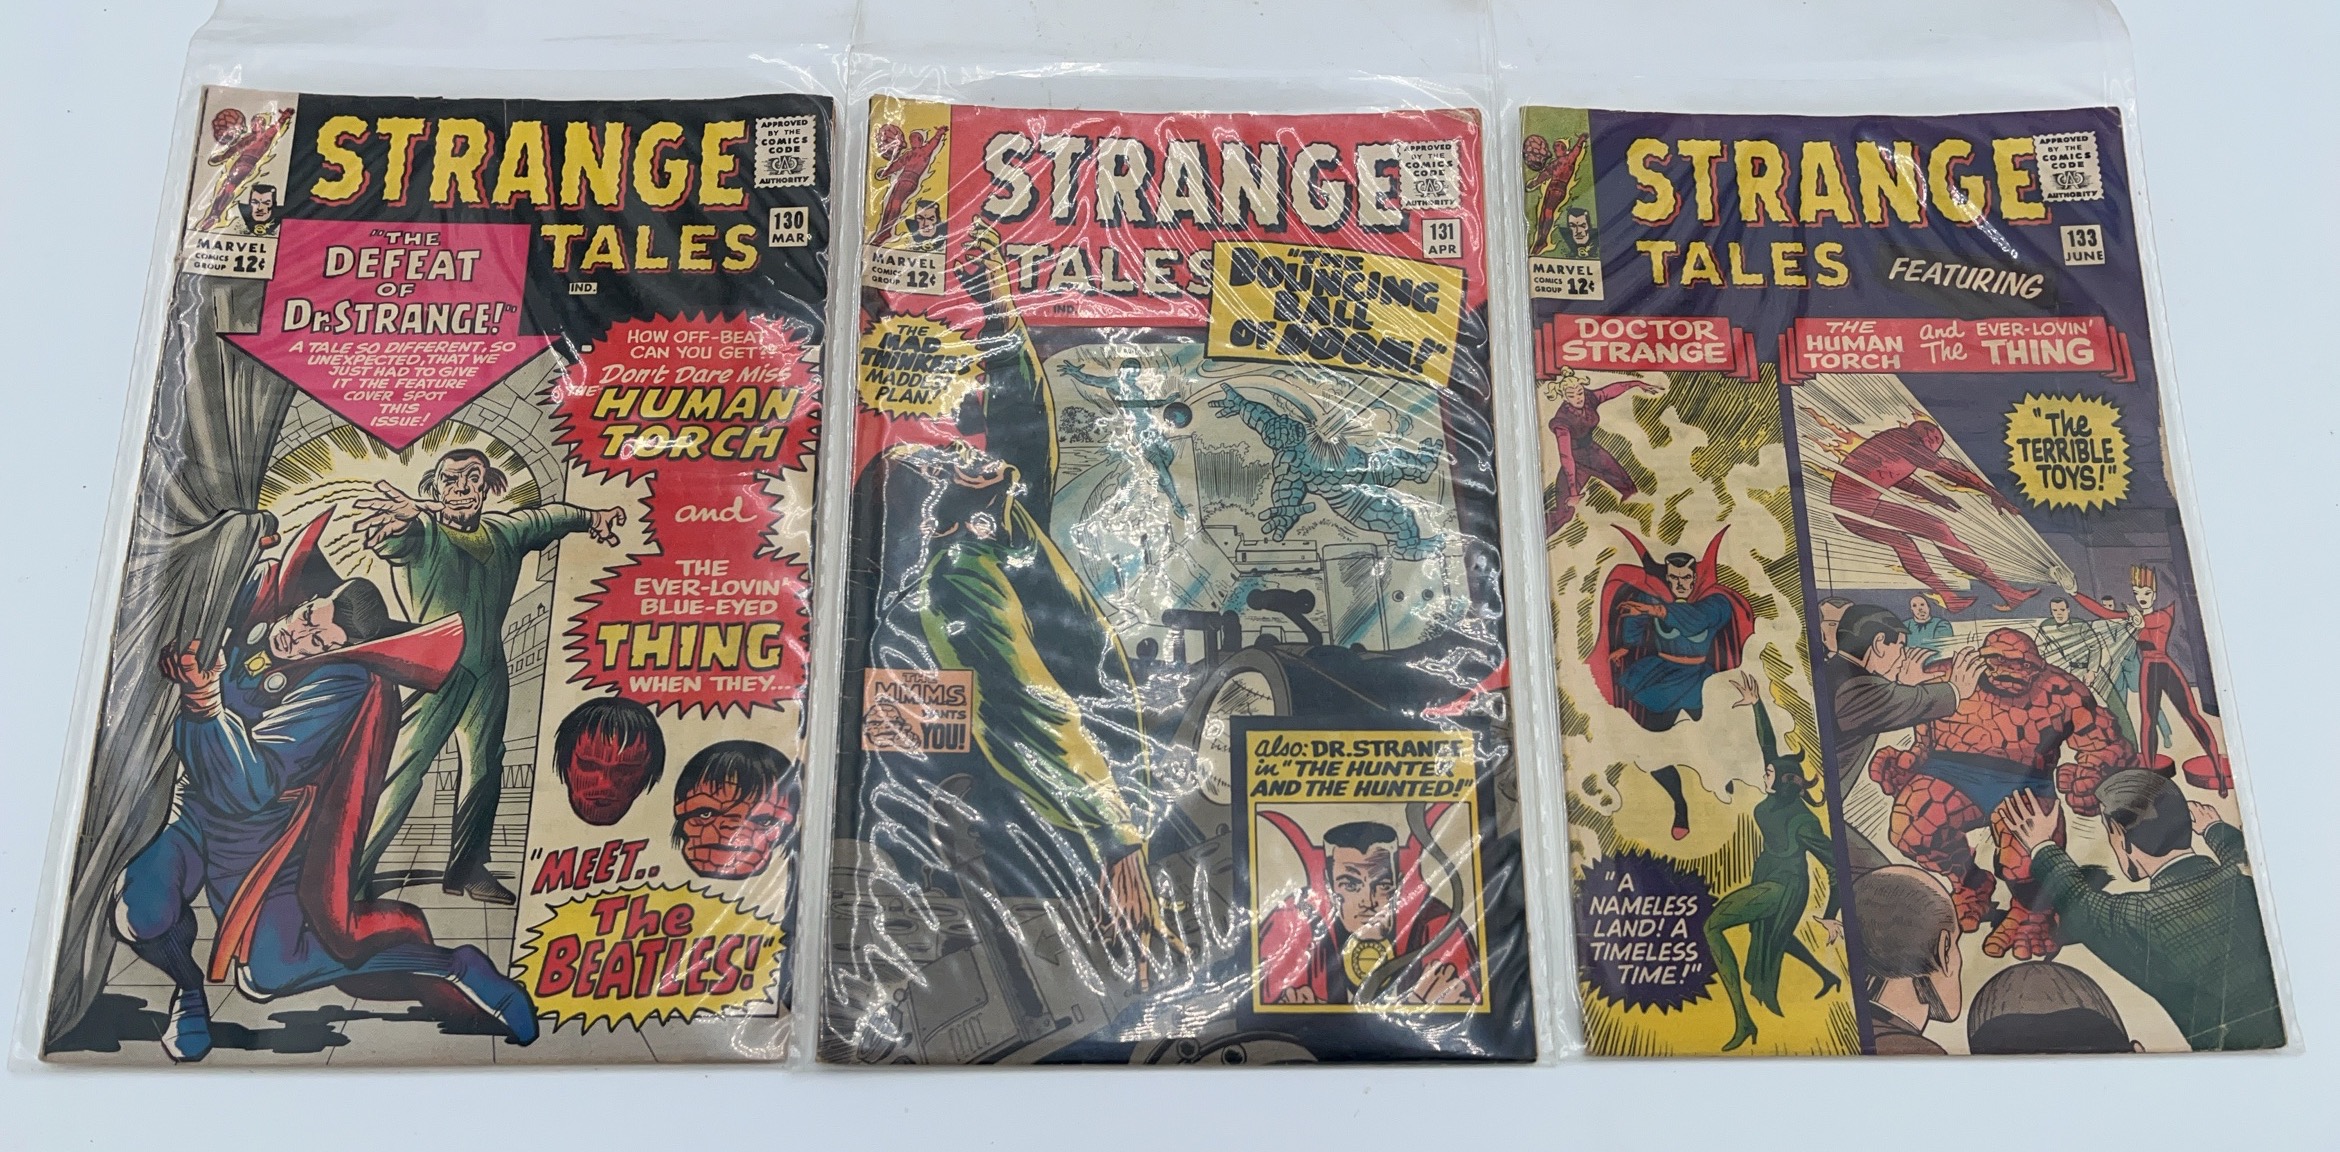 STRANGE
TALES
APPROVED
BY THE
COMICS
CODE
CA
AUTHORITY
130
MAR.
MARVEL
COMICS
GROUP 12¢
IND.
"THE
DEFEAT
OF
DR. STRANGE!"
A TALE SO DIFFERENT, SO
UNEXPECTED, THAT WE
JUST HAD TO GIVE
IT THE FEATURE
COVER SPOT
THIS
ISSUE!
HOW OFF-BEAT
CAN YOU GET?!
Don't Dare Miss
THE HUMAN
TORCH
and
THE
EVER-LOVIN'
BLUE-EYED
THING
WHEN THEY...
"MEET..
The
BEATLES!"
STRANGE
TALES
APPROVED
BY THE
COMICS
CODE
CA
AUTHORITY
131
APR
MARVEL
COMICS
GROUP 12¢
IND.
"THE
BOUNCING
BALL
OF DOOM!"
THE
MAD
THINKER'S
MADDEST
PLAN!
THE
M.M.M.S.
WANTS
YOU!
also: DR. STRANGE
in "THE HUNTER
AND THE HUNTED!"
STRANGE
TALES
FEATURING
APPROVED
BY THE
COMICS
CODE
CA
AUTHORITY
133
JUNE
MARVEL
COMICS
GROUP 12¢
DOCTOR
STRANGE
THE
HUMAN
TORCH
and
The
EVER-LOVIN'
THING
"The
TERRIBLE
TOYS!"
"A
NAMELESS
LAND! A
TIMELESS
TIME!"